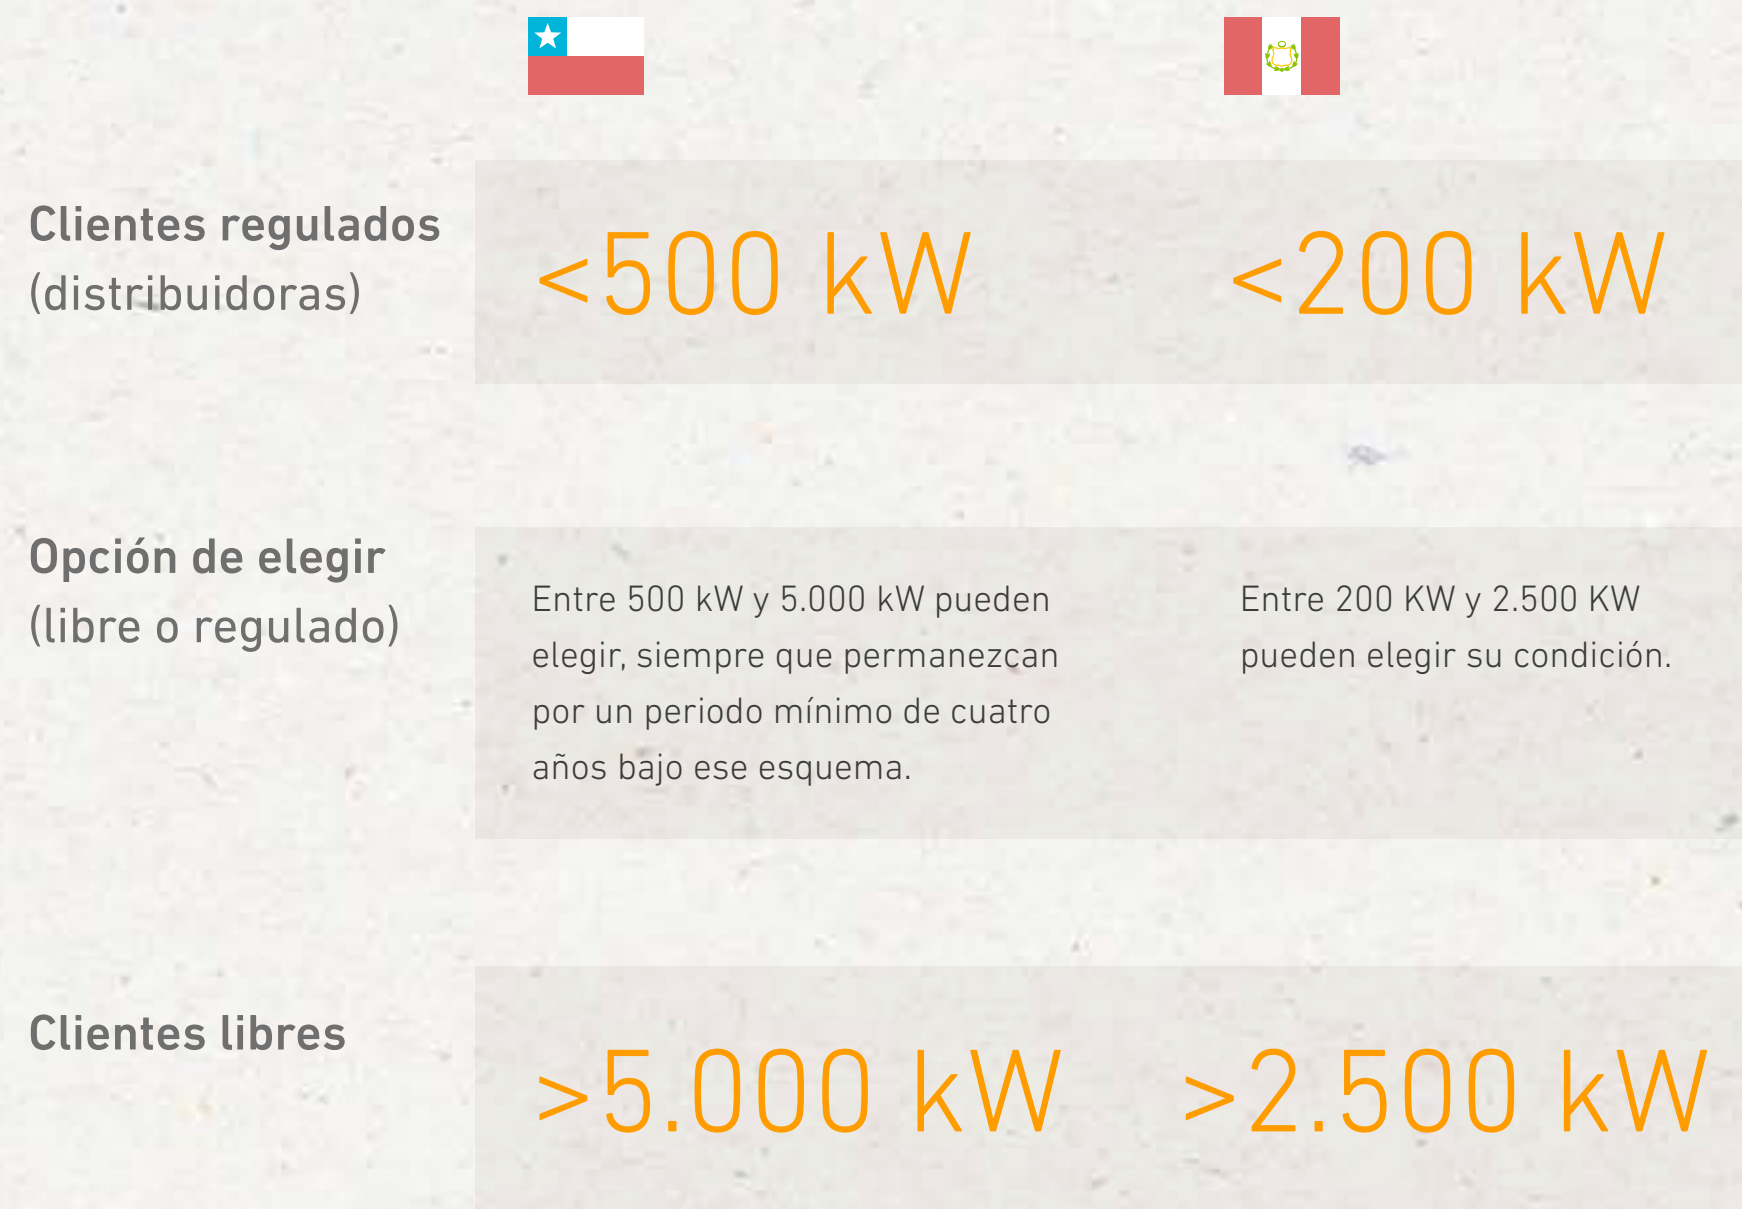 Clientes regulados
(distribuidoras)
<500 kW
<200 kW
Opción de elegir
(libre o regulado)
Entre 500 kW y 5.000 kW pueden
elegir, siempre que permanezcan
por un periodo mínimo de cuatro
años bajo ese esquema.
Entre 200 KW y 2.500 KW
pueden elegir su condición.
Clientes libres
>5.000 kW
>2.500 kW